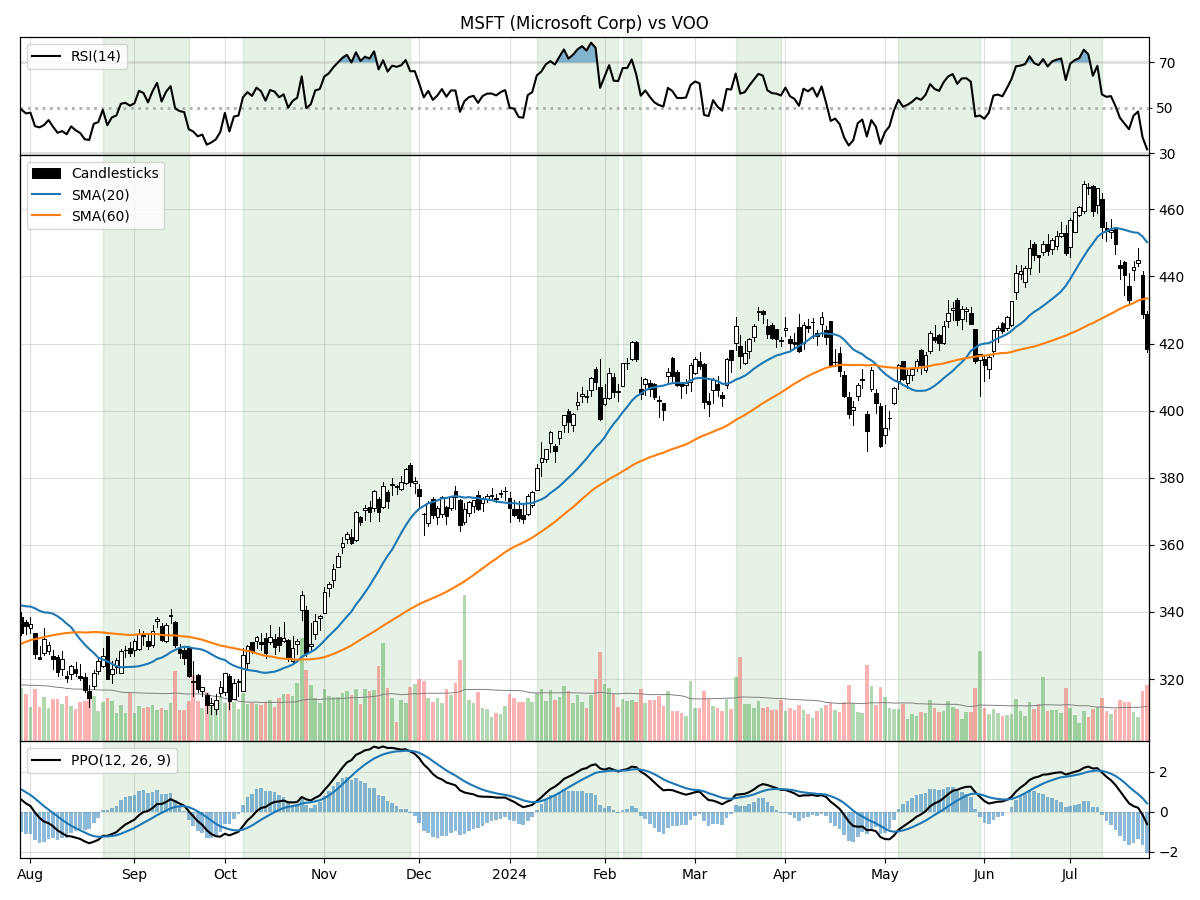 MSFT (Microsoft Corp) vs VOO
RSI(14)
70
50
30
Candlesticks
SMA(20)
SMA(60)
460
440
420
400
380
360
340
320
PPO(12, 26, 9)
2
0
−2
Aug Sep Oct Nov Dec 2024 Feb Mar Apr May Jun Jul